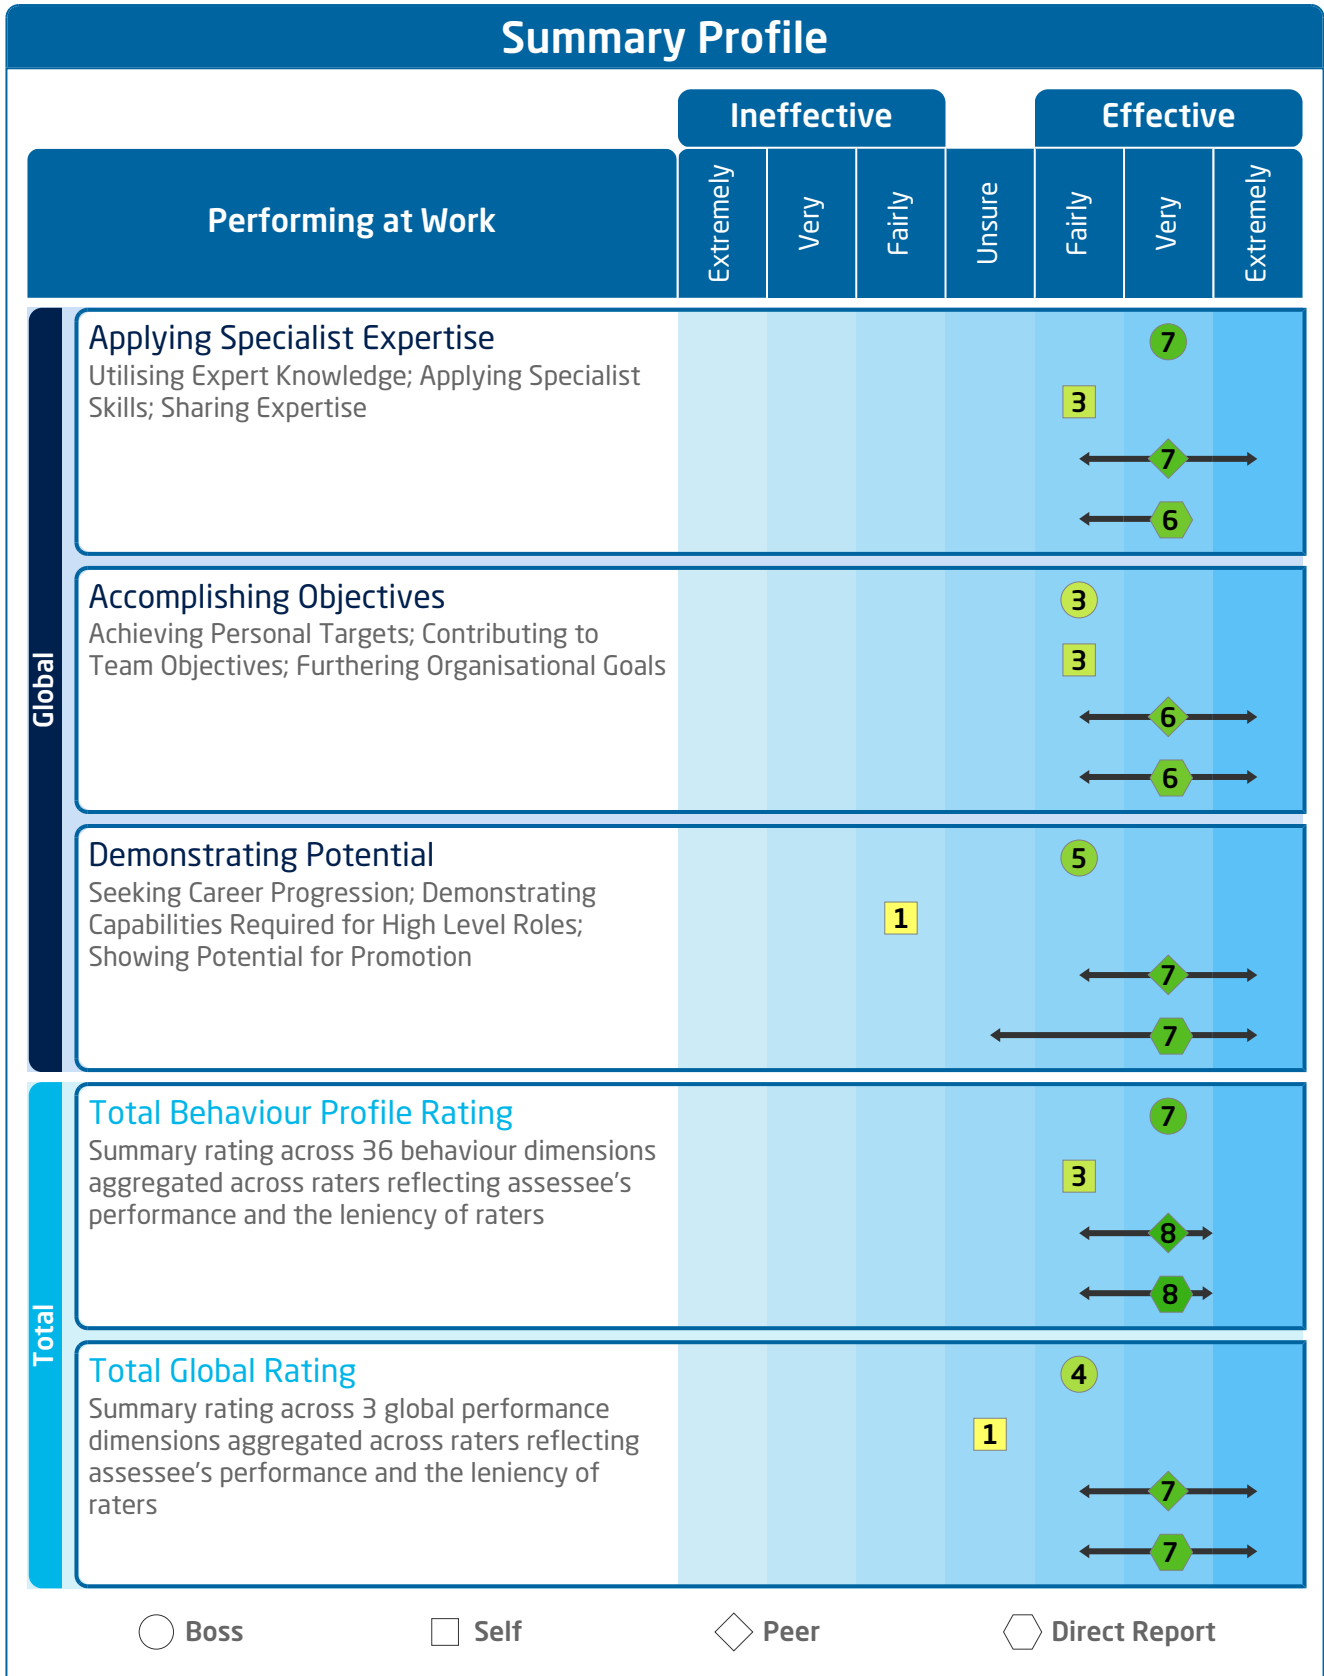 Summary Profile
Ineffective
Effective
Performing at Work
Extremely
Very
Fairly
Unsure
Fairly
Very
Extremely
Global
Applying Specialist Expertise
Utilising Expert Knowledge; Applying Specialist
Skills; Sharing Expertise
7
3
7
6
Accomplishing Objectives
Achieving Personal Targets; Contributing to
Team Objectives; Furthering Organisational Goals
3
3
6
6
Demonstrating Potential
Seeking Career Progression; Demonstrating
Capabilities Required for High Level Roles;
Showing Potential for Promotion
5
1
7
7
Total
Total Behaviour Profile Rating
Summary rating across 36 behaviour dimensions
aggregated across raters reflecting assessee's
performance and the leniency of raters
7
3
8
8
Total Global Rating
Summary rating across 3 global performance
dimensions aggregated across raters reflecting
assessee's performance and the leniency of
raters
4
1
7
7
Boss
Self
Peer
Direct Report